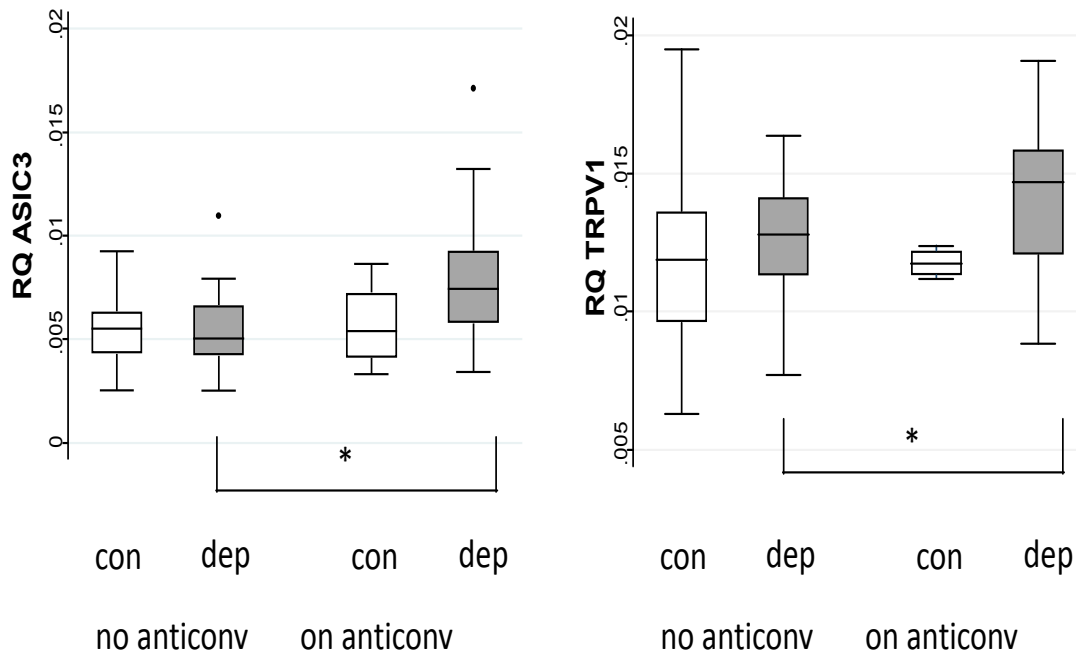 RQ ASIC3
.02
.015
.01
.005
0
*
con dep con dep
no anticonv on anticonv
RQ TRPV1
.02
.015
.01
.005
*
con dep con dep
no anticonv on anticonv